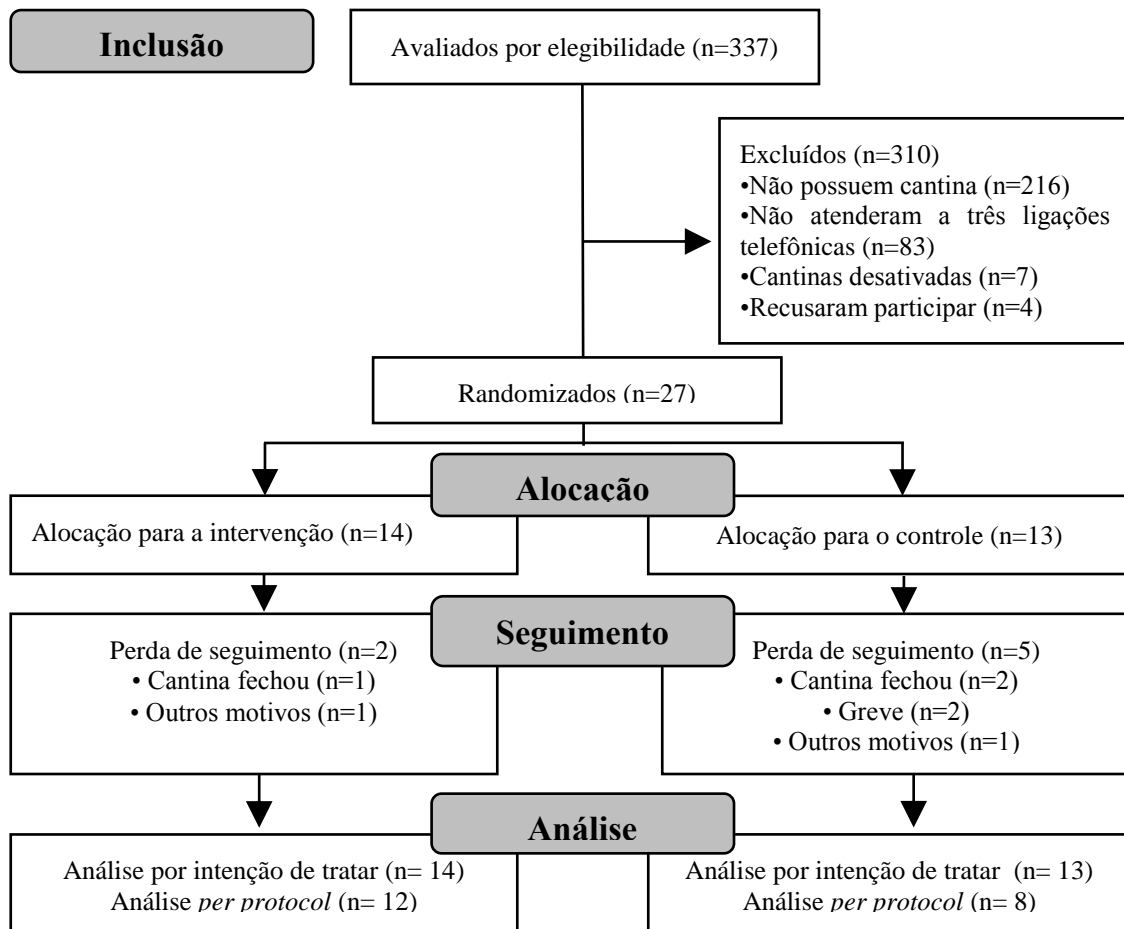 Inclusão
Avaliados por elegibilidade (n=337)
Excluídos (n=310)
•Não possuem cantina (n=216)
•Não atenderam a três ligações
telefônicas (n=83)
•Cantinas desativadas (n=7)
•Recusaram participar (n=4)
Randomizados (n=27)
Alocação
Alocação para a intervenção (n=14)
Alocação para o controle (n=13)
Seguimento
Perda de seguimento (n=2)
• Cantina fechou (n=1)
• Outros motivos (n=1)
Perda de seguimento (n=5)
• Cantina fechou (n=2)
• Greve (n=2)
• Outros motivos (n=1)
Análise
Análise por intenção de tratar (n= 14)
Análise per protocol (n= 12)
Análise por intenção de tratar (n= 13)
Análise per protocol (n= 8)